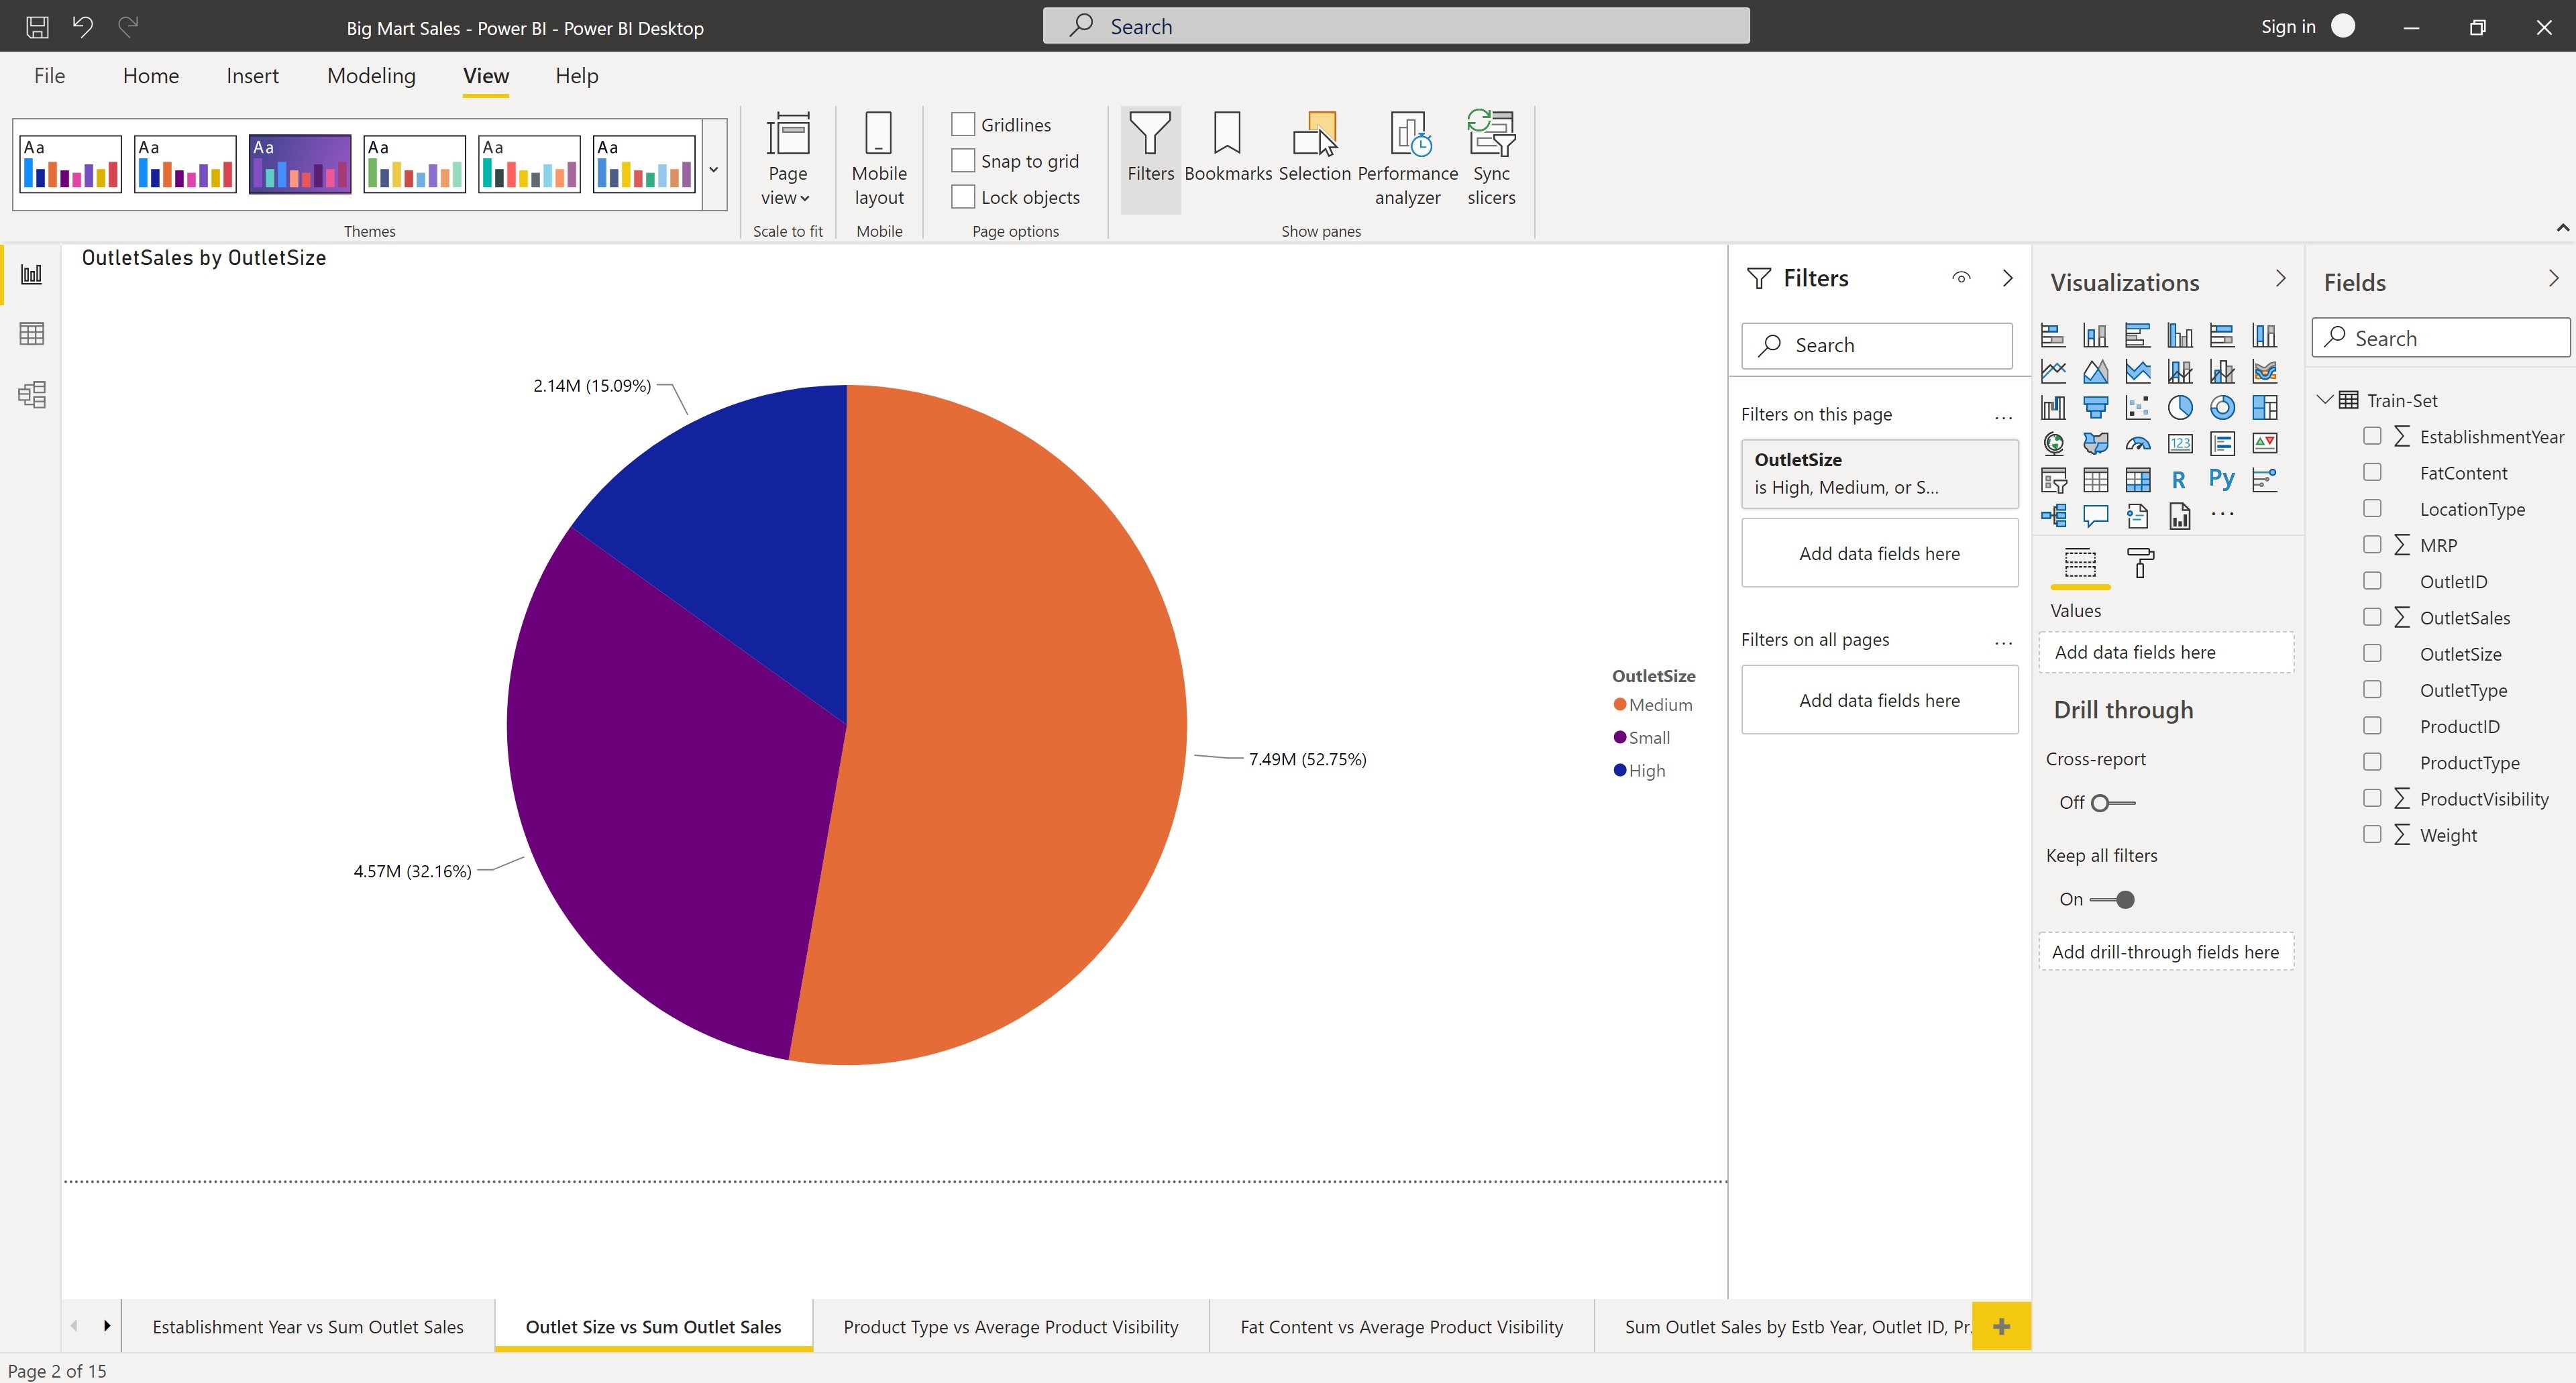 Big Mart Sales - Power BI - Power BI Desktop
Search
Sign in
File
Home
Insert
Modeling
View
Help
Aa
Aa
Aa
Aa
Aa
Aa
Themes
Page
view
Scale to fit
Mobile
layout
Mobile
Gridlines
Snap to grid
Lock objects
Page options
Filters
Bookmarks
Selection
Performance
analyzer
Sync
slicers
Show panes
OutletSales by OutletSize
2.14M (15.09%)
7.49M (52.75%)
4.57M (32.16%)
OutletSize
Medium
Small
High
Filters
Search
Filters on this page
...
OutletSize
is High, Medium, or S...
Add data fields here
Filters on all pages
...
Add data fields here
Visualizations
123
R
Py
...
Values
Add data fields here
Drill through
Cross-report
Off
Keep all filters
On
Add drill-through fields here
Fields
Search
Train-Set
∑ EstablishmentYear
FatContent
LocationType
∑ MRP
OutletID
∑ OutletSales
OutletSize
OutletType
ProductID
ProductType
∑ ProductVisibility
∑ Weight
Establishment Year vs Sum Outlet Sales
Outlet Size vs Sum Outlet Sales
Product Type vs Average Product Visibility
Fat Content vs Average Product Visibility
Sum Outlet Sales by Estb Year, Outlet ID, Pr.
+
Page 2 of 15